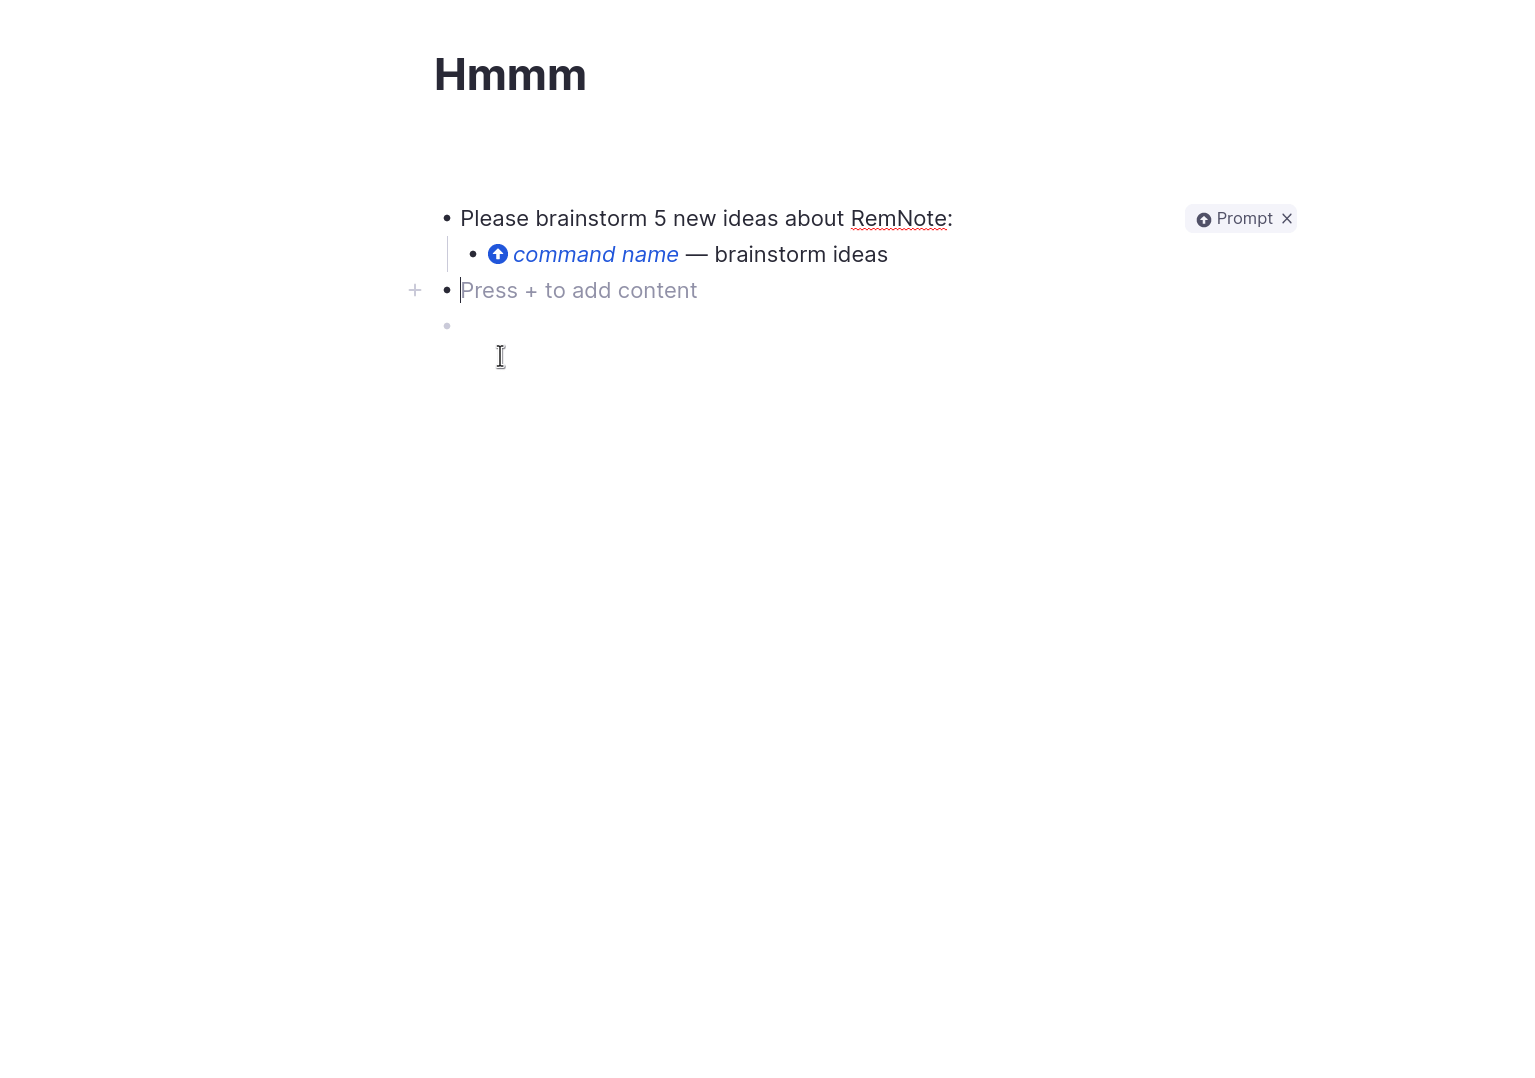 Hmmm
Please brainstorm 5 new ideas about RemNote:
Prompt
command name — brainstorm ideas
Press + to add content